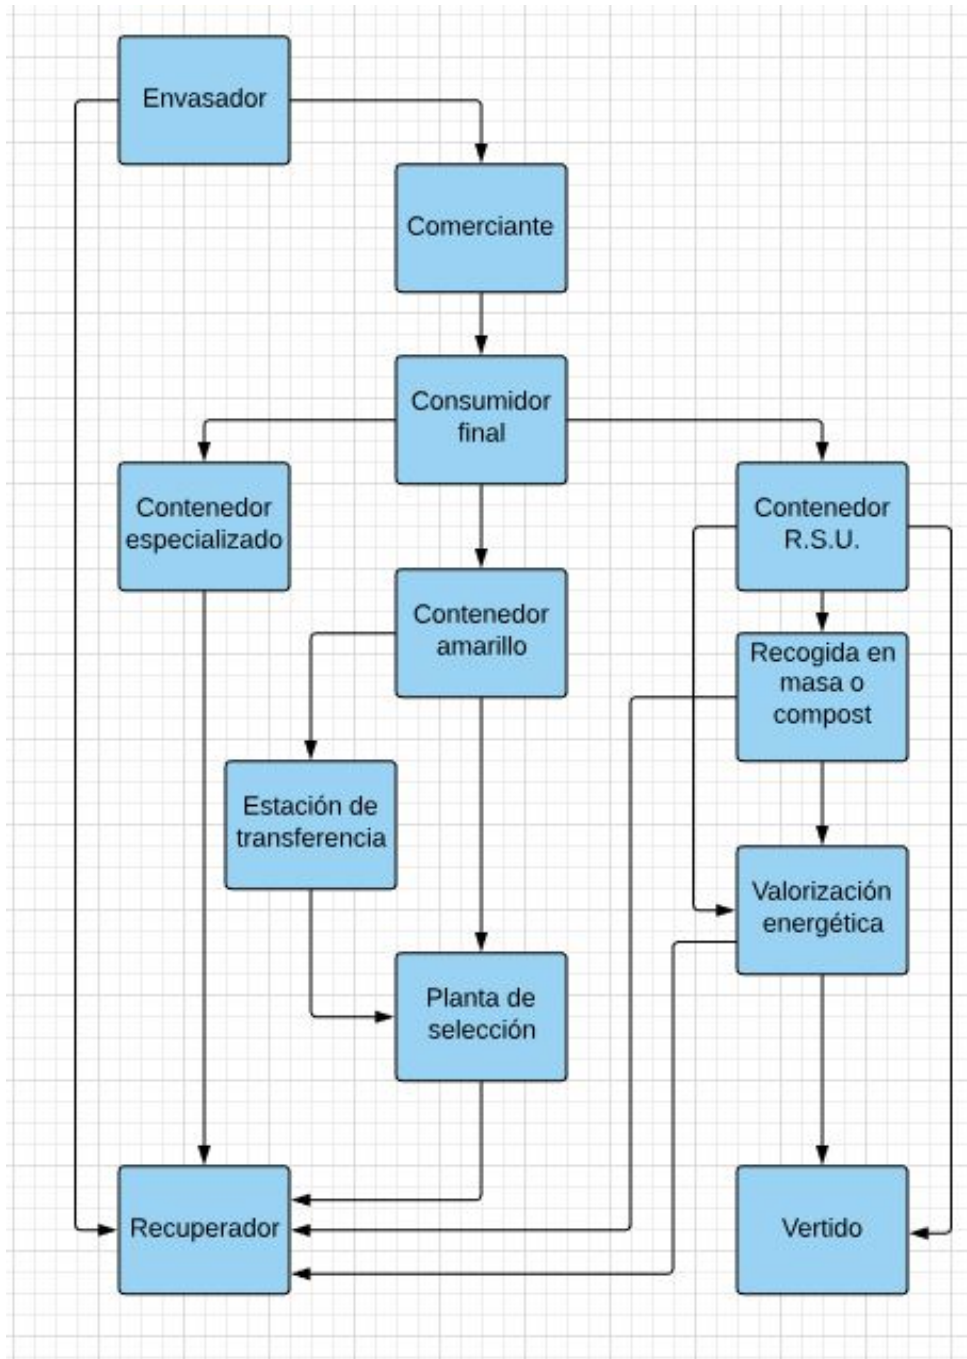 Envasador
Comerciante
Consumidor
final
Contenedor
especializado
Contenedor
R.S.U.
Contenedor
amarillo
Recogida en
masa o
compost
Estación de
transferencia
Valorización
energética
Planta de
selección
Recuperador
Vertido